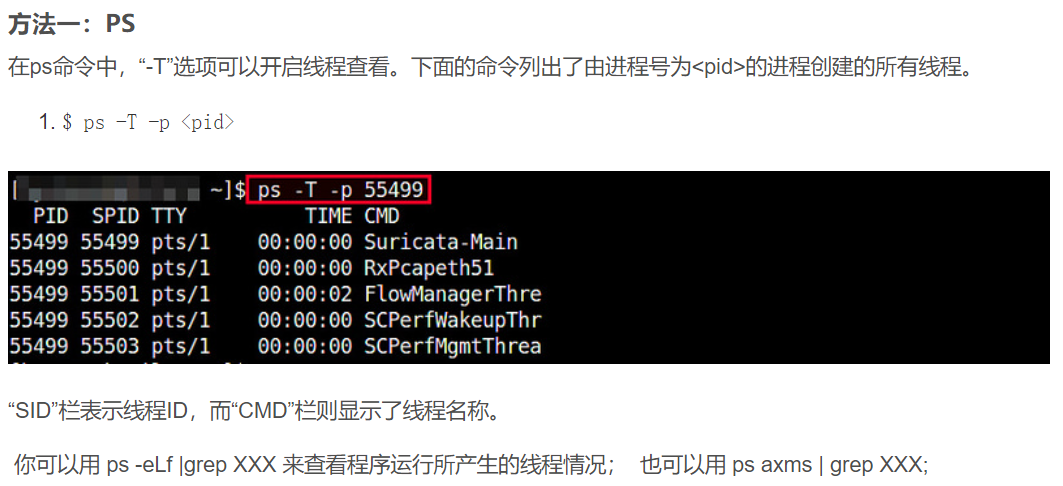 方法一：PS
在ps命令中，“-T”选项可以开启线程查看。下面的命令列出了由进程号为<pid>的进程创建的所有线程。
1. $ ps -T -p <pid>
[ ~]$ ps -T -p 55499
PID SPID TTY TIME CMD
55499 55499 pts/1 00:00:00 Suricata-Main
55499 55500 pts/1 00:00:00 RxPcapeth51
55499 55501 pts/1 00:00:02 FlowManagerThre
55499 55502 pts/1 00:00:00 SCPerfWakeupThr
55499 55503 pts/1 00:00:00 SCPerfMgmtThrea
“SID”栏表示线程ID，而“CMD”栏则显示了线程名称。
你可以用 ps -eLf |grep XXX 来查看程序运行所产生的线程情况； 也可以用 ps axms | grep XXX;